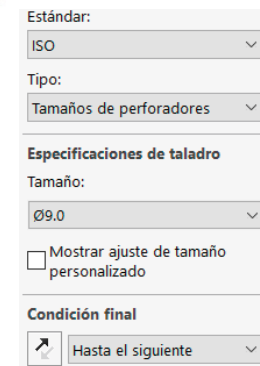 Estándar:
ISO
Tipo:
Tamaños de perforadores
Especificaciones de taladro
Tamaño:
Ø9.0
Mostrar ajuste de tamaño
personalizado
Condición final
Hasta el siguiente